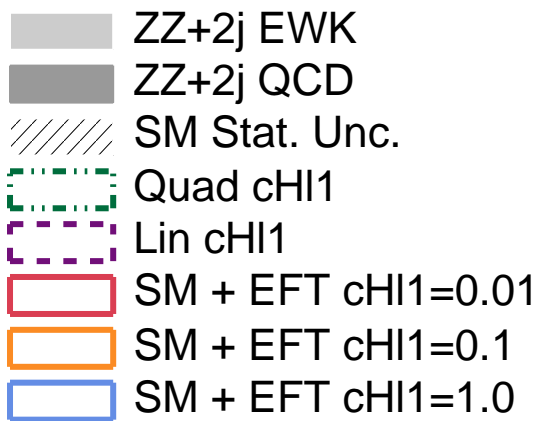 ZZ+2j EWK
ZZ+2j QCD
SM Stat. Unc.
Quad cHl1
Lin cHl1
SM + EFT cHl1=0.01
SM + EFT cHl1=0.1
SM + EFT cHl1=1.0